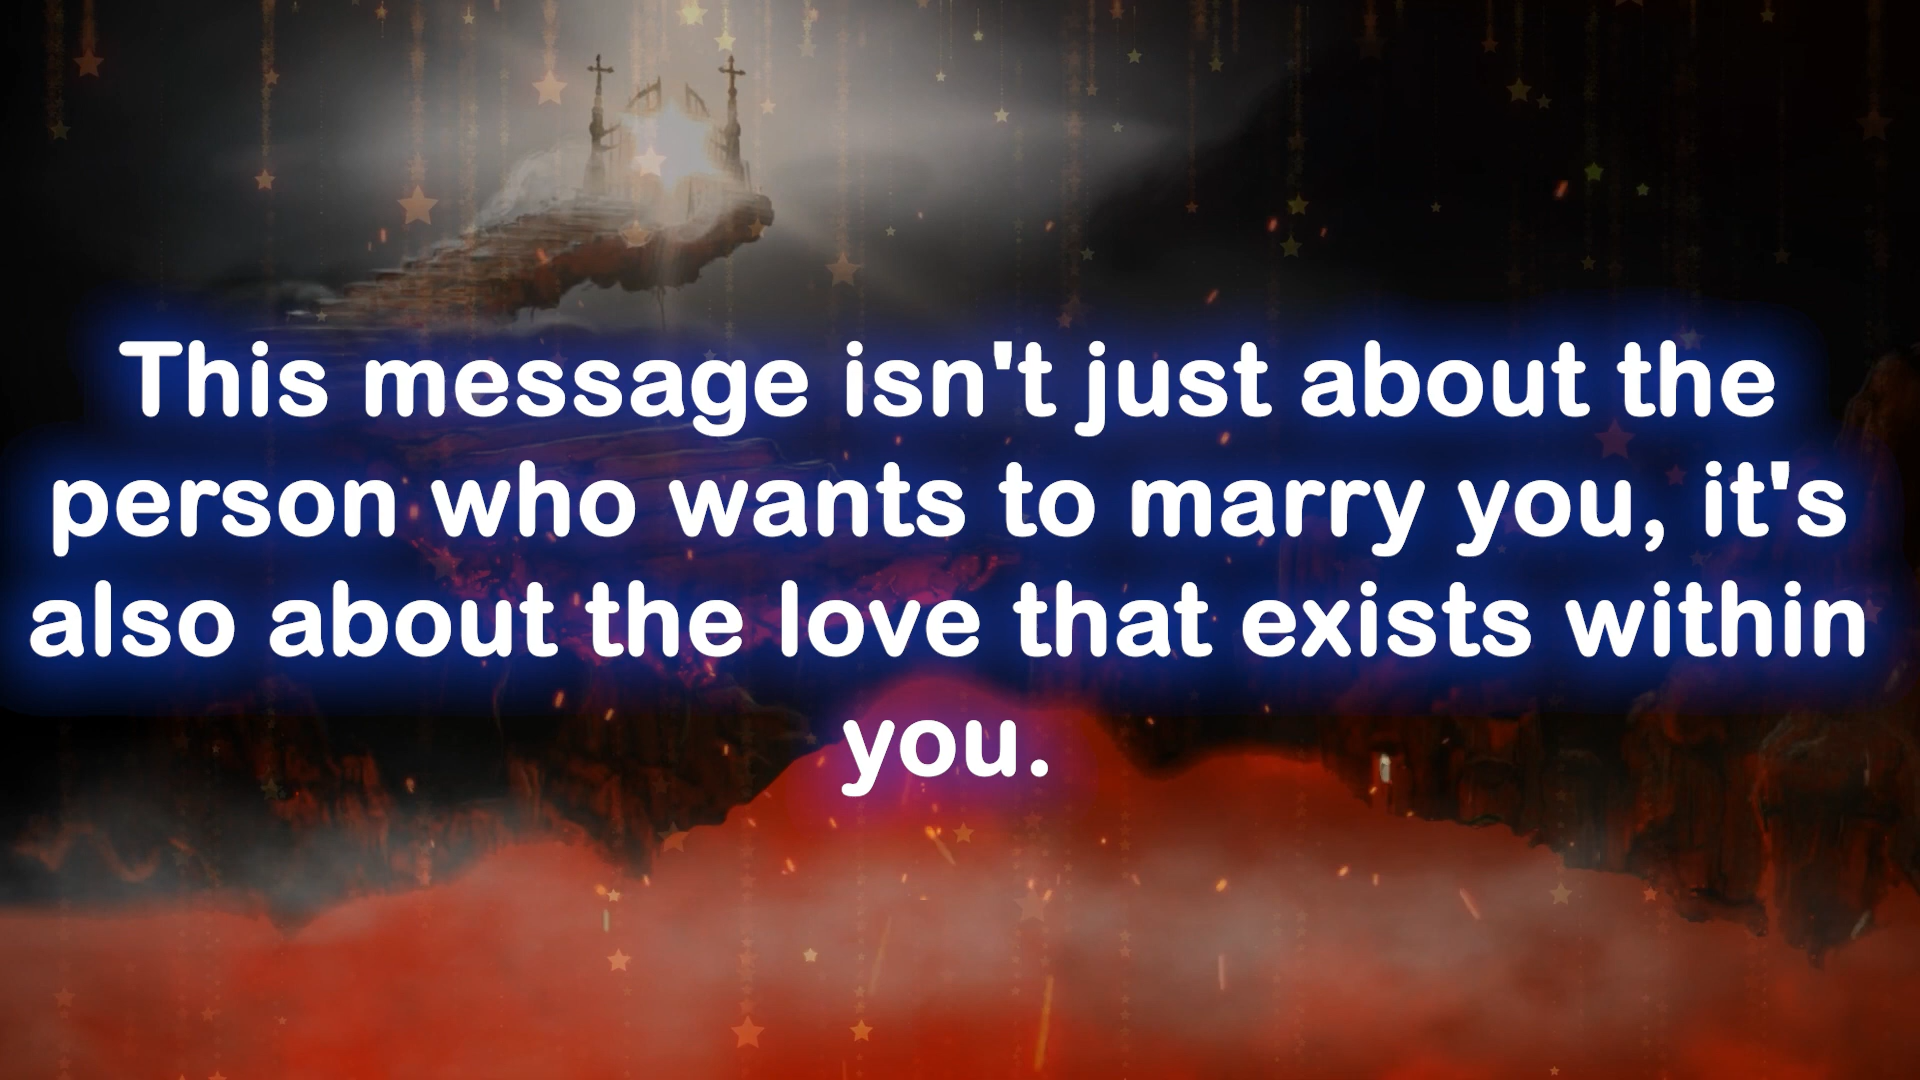 This message isn't just about the
person who wants to marry you, it's
also about the love that exists within
you.